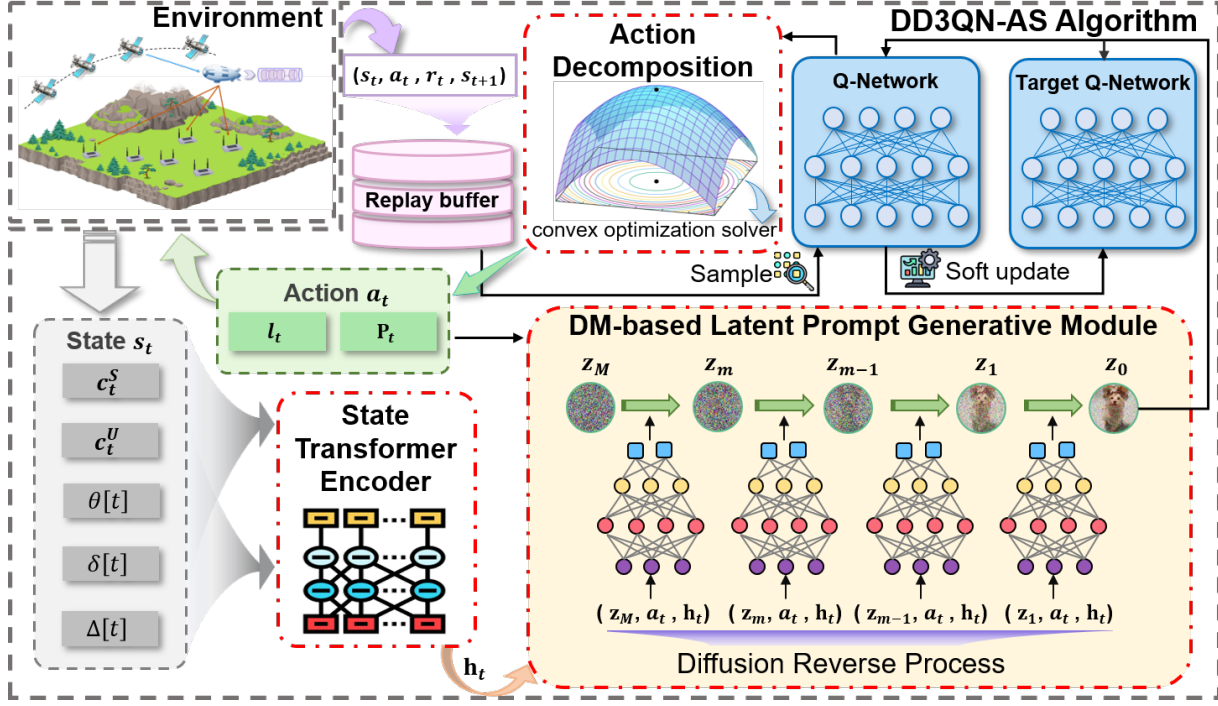 Environment
(s_t, a_t, r_t, s_{t+1})
Replay buffer
Action
Decomposition
convex optimization solver
DD3QN-AS Algorithm
Q-Network
Target Q-Network
Sample
Soft update
Action a_t
l_t
P_t
State s_t
c_t^S
c_t^U
θ[t]
δ[t]
Δ[t]
State
Transformer
Encoder
h_t
DM-based Latent Prompt Generative Module
z_M
z_m
z_{m-1}
z_1
z_0
(z_M, a_t, h_t)
(z_m, a_t, h_t)
(z_{m-1}, a_t, h_t)
(z_1, a_t, h_t)
Diffusion Reverse Process